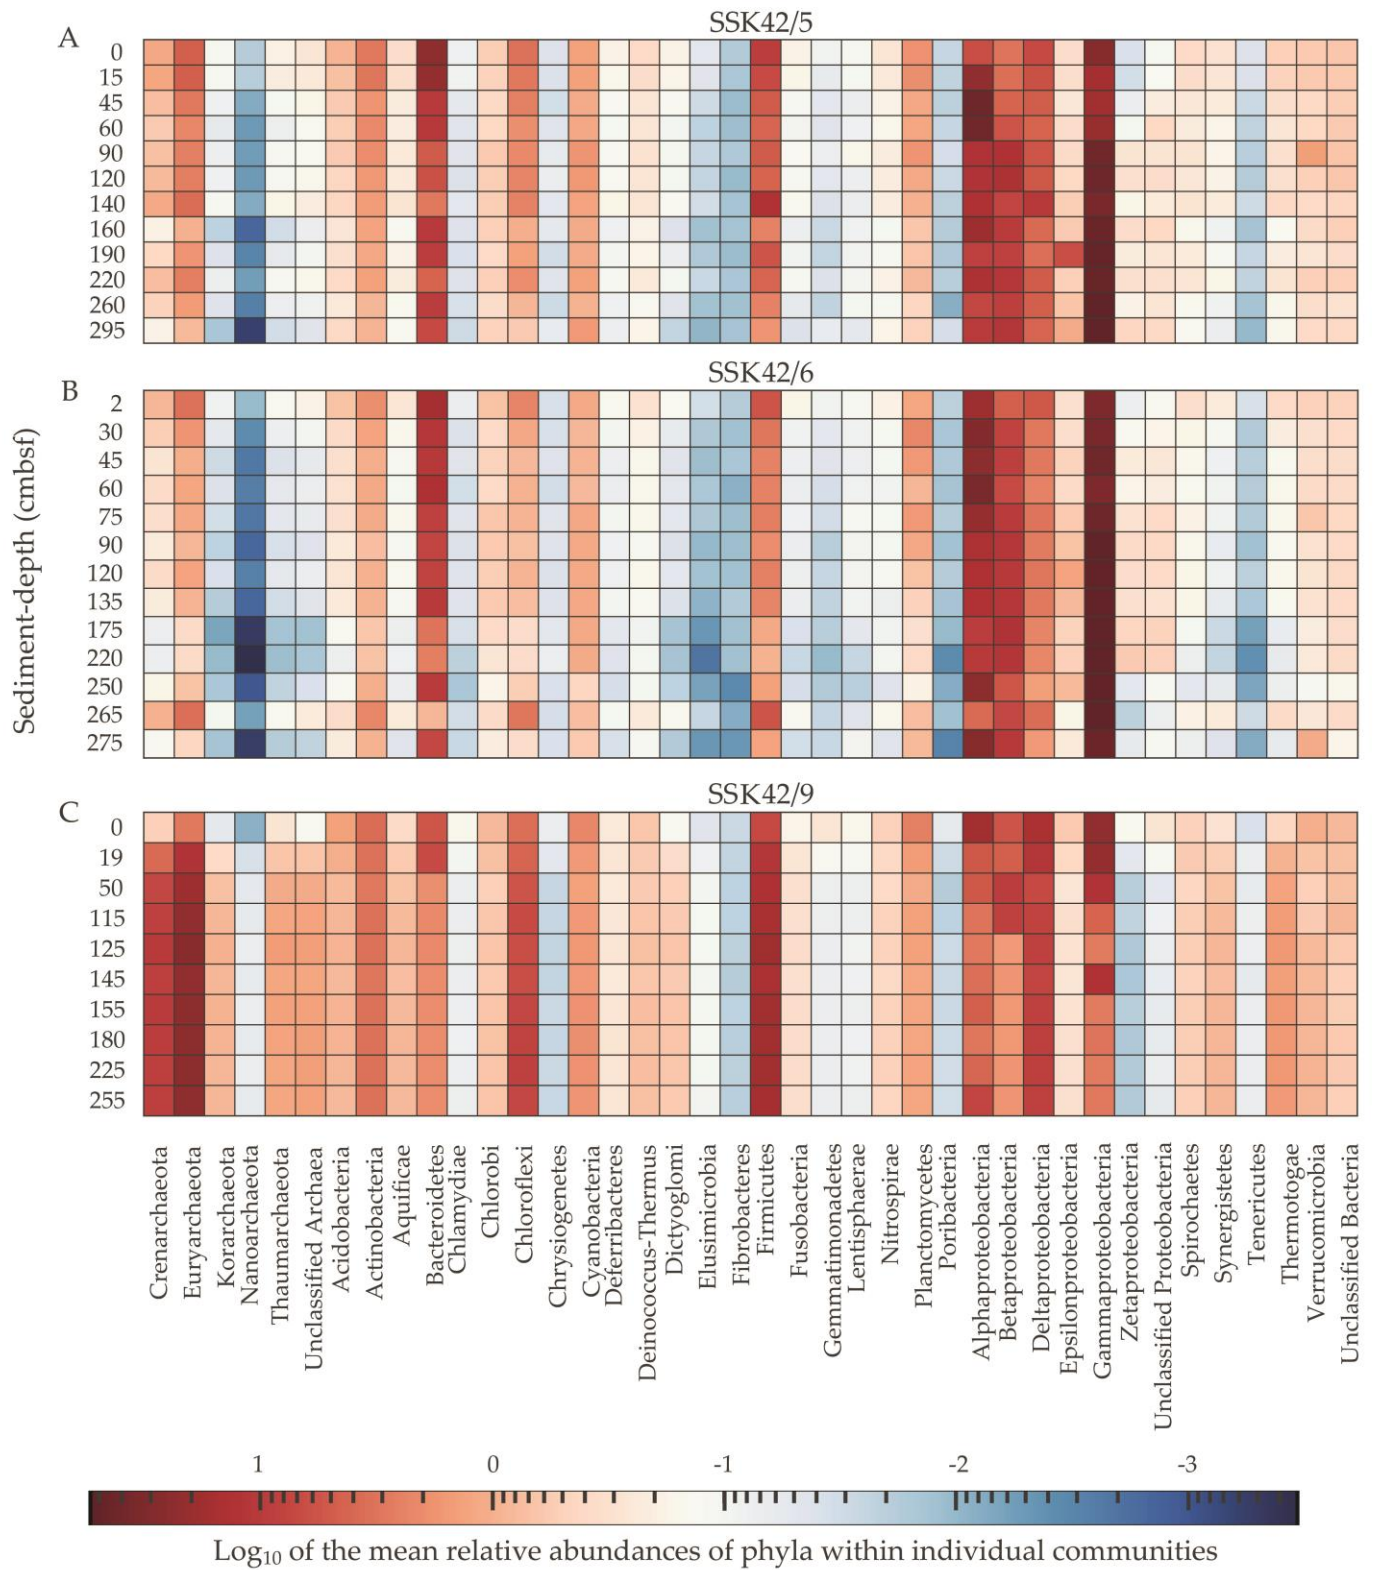 A
SSK42/5
0
15
45
60
90
120
140
160
190
220
260
295
B
SSK42/6
2
30
45
60
75
90
120
135
175
220
250
265
275
Sediment-depth (cmbsf)
C
SSK42/9
0
19
50
115
125
145
155
180
225
255
Crenarchaeota
Euryarchaeota
Korarchaeota
Nanoarchaeota
Thaumarchaeota
Unclassified Archaea
Acidobacteria
Actinobacteria
Aquificae
Bacteroidetes
Chlamydiae
Chlorobi
Chloroflexi
Chrysiogenetes
Cyanobacteria
Deferribacteres
Deinococcus-Thermus
Dictyoglomi
Elusimicrobia
Fibrobacteres
Firmicutes
Fusobacteria
Gemmatimonadetes
Lentisphaerae
Nitrospirae
Planctomycetes
Poribacteria
Alphaproteobacteria
Betaproteobacteria
Deltaproteobacteria
Epsilonproteobacteria
Gammaproteobacteria
Zetaproteobacteria
Unclassified Proteobacteria
Spirochaetes
Synergistetes
Tenericutes
Thermotogae
Verrucomicrobia
Unclassified Bacteria
1 0 -1 -2 -3
Log₁₀ of the mean relative abundances of phyla within individual communities